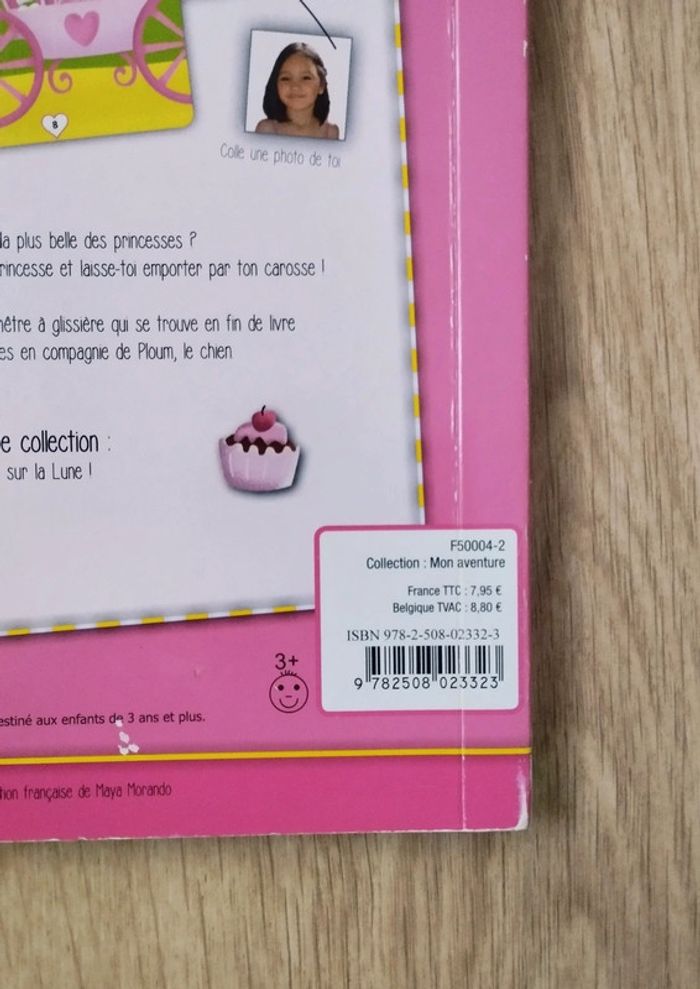 8
Colle une photo de toi
la plus belle des princesses ?
rincesse et laisse-toi emporter par ton carosse !
nêtre à glissière qui se trouve en fin de livre
es en compagnie de Ploum, le chien
e collection :
sur la Lune !
F50004-2
Collection : Mon aventure
France TTC : 7,95 €
Belgique TVAC : 8,80 €
ISBN 978-2-508-02332-3
9 782508 023323
3+
estiné aux enfants de 3 ans et plus.
tion française de Maya Morando